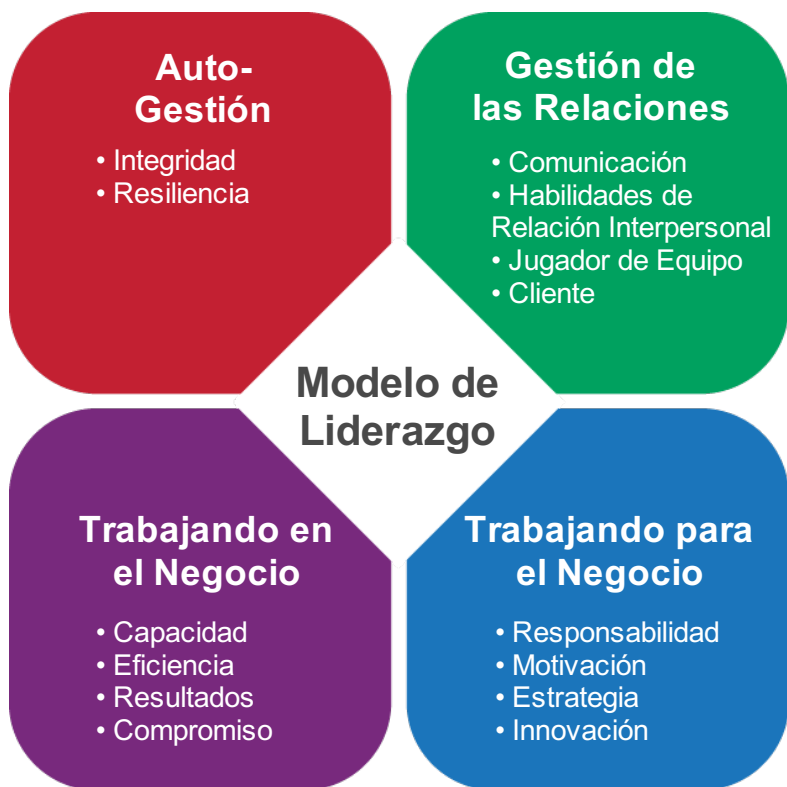 Auto-
Gestión
• Integridad
• Resiliencia
Gestión de
las Relaciones
• Comunicación
• Habilidades de
Relación Interpersonal
• Jugador de Equipo
• Cliente
Modelo de
Liderazgo
Trabajando en
el Negocio
• Capacidad
• Eficiencia
• Resultados
• Compromiso
Trabajando para
el Negocio
• Responsabilidad
• Motivación
• Estrategia
• Innovación